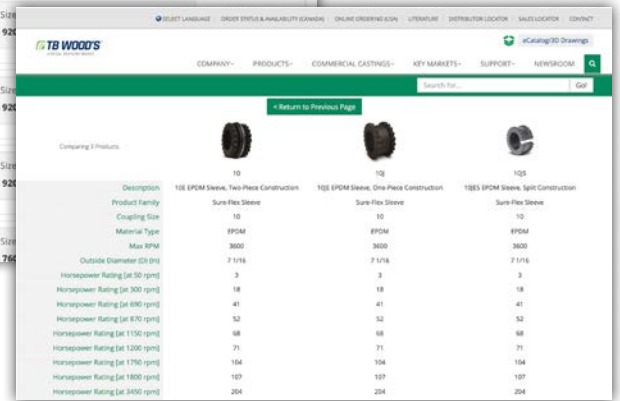 Size
920
Size
920
Size
920
Size
760
SELECT LANGUAGE ORDER STATUS & AVAILABILITY (CANADA) ONLINE ORDERING (USA) LITERATURE DISTRIBUTOR LOCATOR SALES LOCATOR CONTACT
TB WOOD'S
eCatalog/3D Drawings
COMPANY PRODUCTS COMMERCIAL CASTINGS KEY MARKETS SUPPORT NEWSROOM
Search for... Go!
< Return to Previous Page
Comparing 3 Products
10 10J 10JS
Description 10E EPDM Sleeve, Two-Piece Construction 10JE EPDM Sleeve, One-Piece Construction 10JES EPDM Sleeve, Split Construction
Product Family Sure-Flex Sleeve Sure-Flex Sleeve Sure-Flex Sleeve
Coupling Size 10 10 10
Material Type EPDM EPDM EPDM
Max RPM 3600 3600 3600
Outside Diameter (D) (in) 7 1/16 7 1/16 7 1/16
Horsepower Rating [at 50 rpm] 3 3 3
Horsepower Rating [at 300 rpm] 18 18 18
Horsepower Rating [at 690 rpm] 41 41 41
Horsepower Rating [at 870 rpm] 52 52 52
Horsepower Rating [at 1150 rpm] 68 68 68
Horsepower Rating [at 1200 rpm] 71 71 71
Horsepower Rating [at 1750 rpm] 104 104 104
Horsepower Rating [at 1800 rpm] 107 107 107
Horsepower Rating [at 3450 rpm] 204 204 204